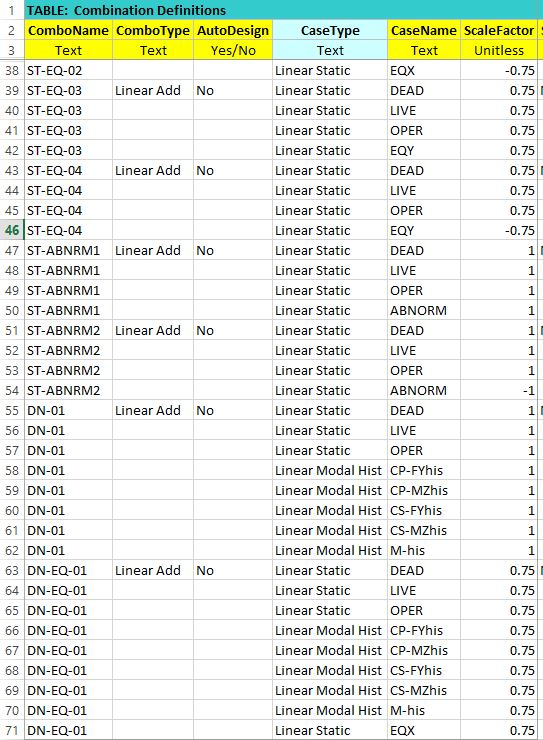 1 TABLE: Combination Definitions
2 ComboName ComboType AutoDesign CaseType CaseName ScaleFactor
3 Text Text Yes/No Text Text Unitless
38 ST-EQ-02 Linear Static EQX -0.75
39 ST-EQ-03 Linear Add No Linear Static DEAD 0.75
40 ST-EQ-03 Linear Static LIVE 0.75
41 ST-EQ-03 Linear Static OPER 0.75
42 ST-EQ-03 Linear Static EQY 0.75
43 ST-EQ-04 Linear Add No Linear Static DEAD 0.75
44 ST-EQ-04 Linear Static LIVE 0.75
45 ST-EQ-04 Linear Static OPER 0.75
46 ST-EQ-04 Linear Static EQY -0.75
47 ST-ABNRM1 Linear Add No Linear Static DEAD 1
48 ST-ABNRM1 Linear Static LIVE 1
49 ST-ABNRM1 Linear Static OPER 1
50 ST-ABNRM1 Linear Static ABNORM 1
51 ST-ABNRM2 Linear Add No Linear Static DEAD 1
52 ST-ABNRM2 Linear Static LIVE 1
53 ST-ABNRM2 Linear Static OPER 1
54 ST-ABNRM2 Linear Static ABNORM -1
55 DN-01 Linear Add No Linear Static DEAD 1
56 DN-01 Linear Static LIVE 1
57 DN-01 Linear Static OPER 1
58 DN-01 Linear Modal Hist CP-FYhis 1
59 DN-01 Linear Modal Hist CP-MZhis 1
60 DN-01 Linear Modal Hist CS-FYhis 1
61 DN-01 Linear Modal Hist CS-MZhis 1
62 DN-01 Linear Modal Hist M-his 1
63 DN-EQ-01 Linear Add No Linear Static DEAD 0.75
64 DN-EQ-01 Linear Static LIVE 0.75
65 DN-EQ-01 Linear Static OPER 0.75
66 DN-EQ-01 Linear Modal Hist CP-FYhis 0.75
67 DN-EQ-01 Linear Modal Hist CP-MZhis 0.75
68 DN-EQ-01 Linear Modal Hist CS-FYhis 0.75
69 DN-EQ-01 Linear Modal Hist CS-MZhis 0.75
70 DN-EQ-01 Linear Modal Hist M-his 0.75
71 DN-EQ-01 Linear Static EQX 0.75